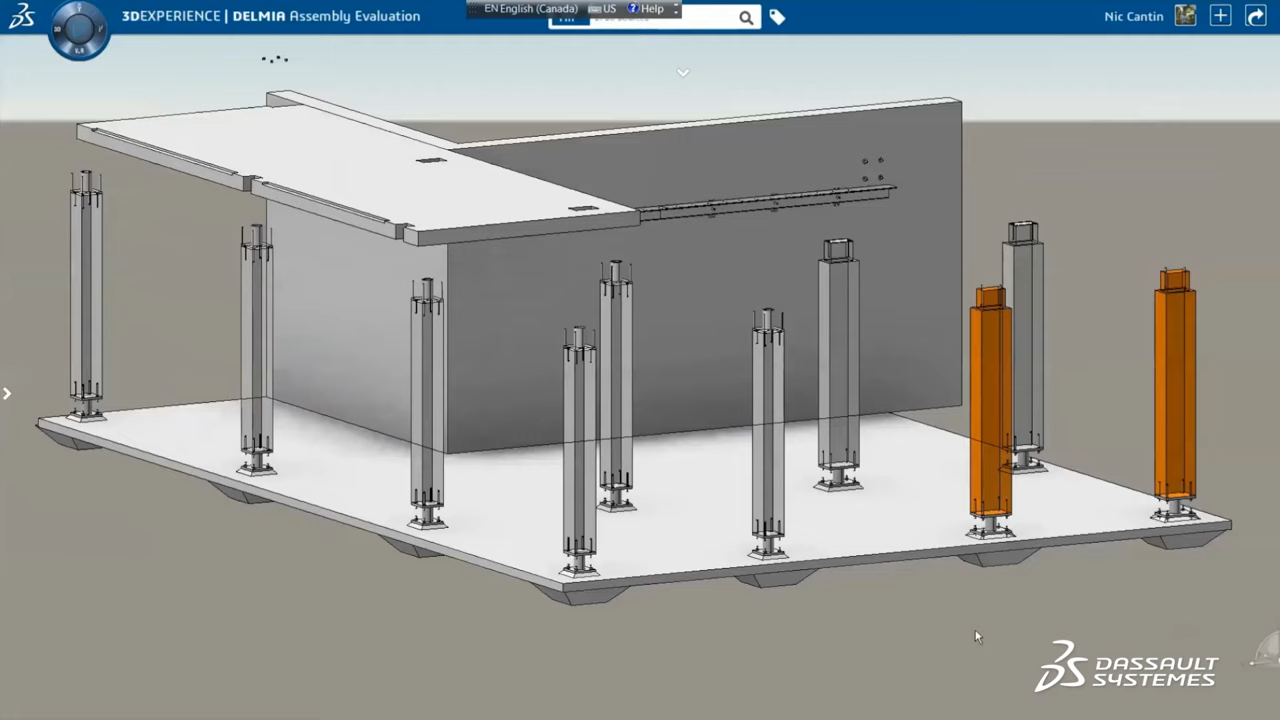 3DEXPERIENCE | DELMIA Assembly Evaluation
EN English (Canada) US Help
Nic Cantin
DASSAULT
SYSTEMES